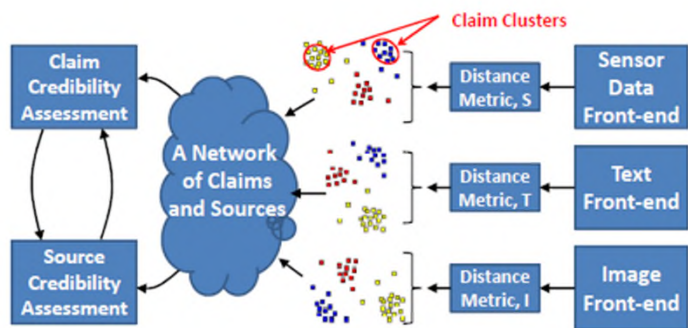 Claim Clusters
Claim
Credibility
Assessment
Distance
Metric, S
Sensor
Data
Front-end
A Network
of Claims
and Sources
Distance
Metric, T
Text
Front-end
Source
Credibility
Assessment
Distance
Metric, I
Image
Front-end